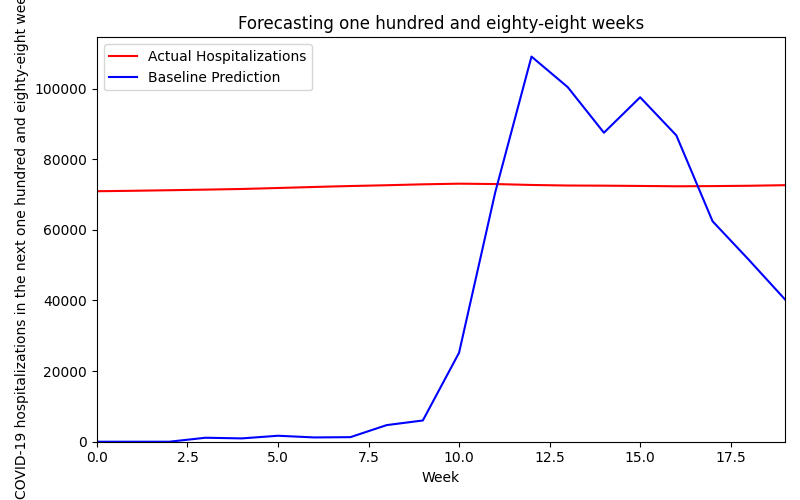 Forecasting one hundred and eighty-eight weeks
Actual Hospitalizations
Baseline Prediction
COVID-19 hospitalizations in the next one hundred and eighty-eight
100000
80000
60000
40000
20000
0
0.0 2.5 5.0 7.5 10.0 12.5 15.0 17.5
Week